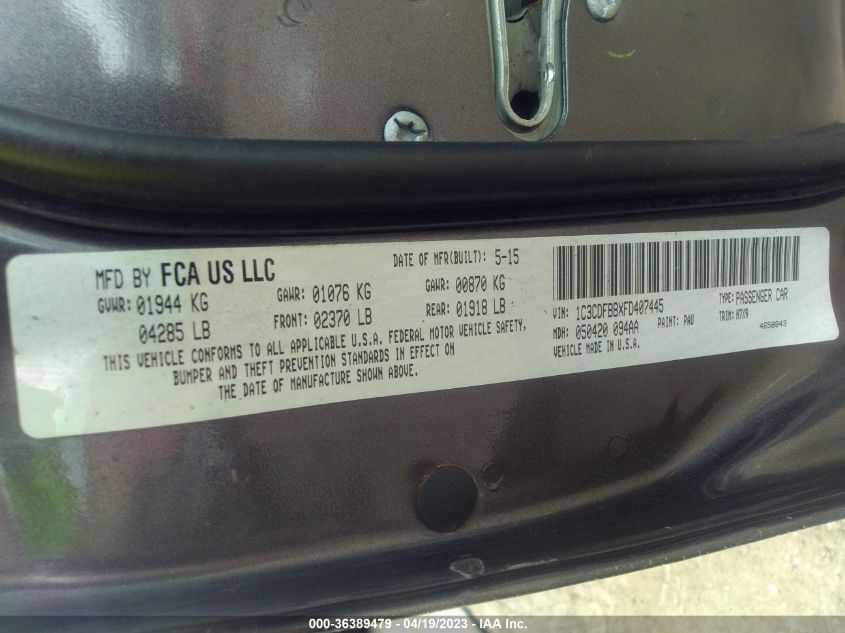 MFD BY FCA US LLC
DATE OF MFR(BUILT): 5-15
GVWR: 01944 KG
GAWR: 01076 KG
GAWR: 00870 KG
04285 LB
FRONT: 02370 LB
REAR: 01918 LB
THIS VEHICLE CONFORMS TO ALL APPLICABLE U.S.A. FEDERAL MOTOR VEHICLE SAFETY,
BUMPER AND THEFT PREVENTION STANDARDS IN EFFECT ON
THE DATE OF MANUFACTURE SHOWN ABOVE.
VIN: 1C3CDFBBXFD407445
TYPE: PASSENGER CAR
MDH: 050420 094AA
PAINT: PAU
TRIM: H7X9
VEHICLE MADE IN U.S.A.
4658043
000-36389479 - 04/19/2023 - © IAA, Inc.